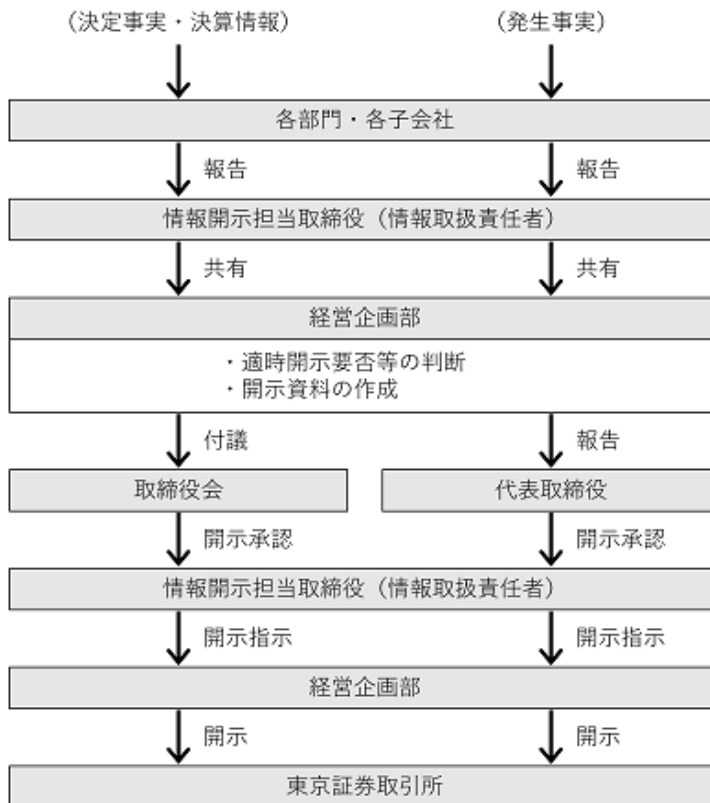 （決定事実・決算情報）
（発生事実）
各部門・各子会社
報告
報告
情報開示担当取締役（情報取扱責任者）
共有
共有
経営企画部
・適時開示要否等の判断
・開示資料の作成
付議
報告
取締役会
代表取締役
開示承認
開示承認
情報開示担当取締役（情報取扱責任者）
開示指示
開示指示
経営企画部
開示
開示
東京証券取引所